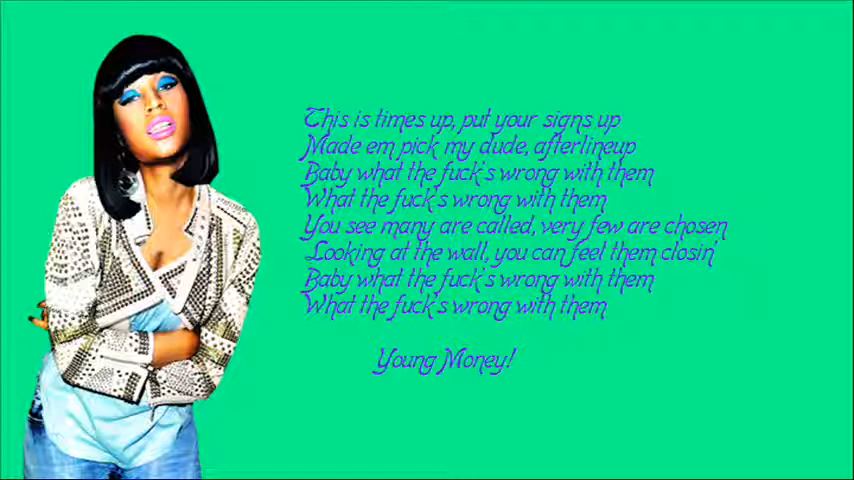 This is times up, put your signs up
Made em pick my dude, afterlineup
Baby what the fuck's wrong with them
What the fuck's wrong with them
You see many are called, very few are chosen
Looking at the wall, you can feel them closin'
Baby what the fuck's wrong with them
What the fuck's wrong with them
Young Money!